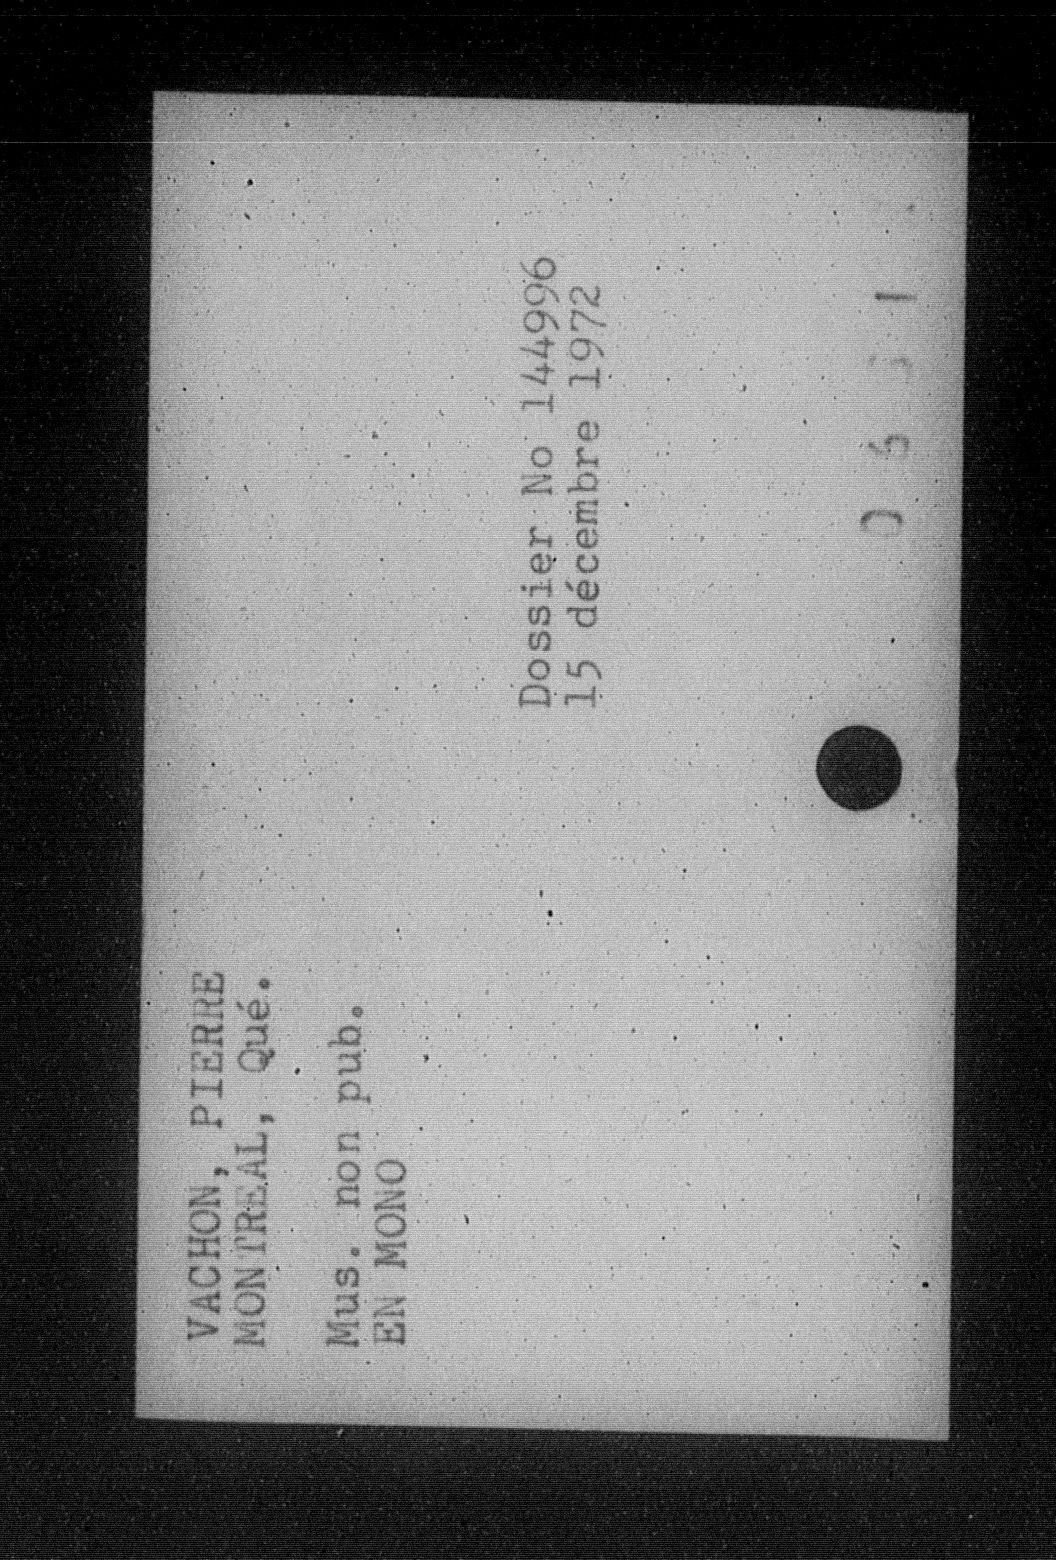 VACHON, PIERRE
MONTREAL, Qué.
Mus. non pub.
EN MONO
Dossier No 144996
15 décembre 1972